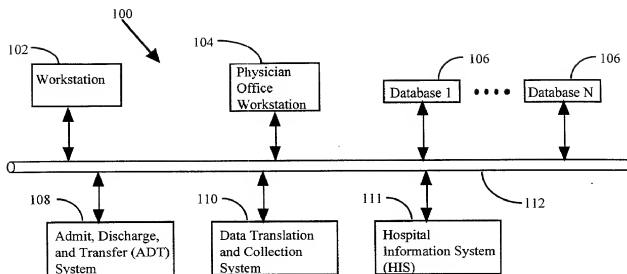 100
102
104
106
106
Workstation
Physician
Office
Workstation
Database 1
Database N
112
108
110
111
Admit, Discharge,
and Transfer (ADT)
System
Data Translation
and Collection
System
Hospital
Information System
(HIS)